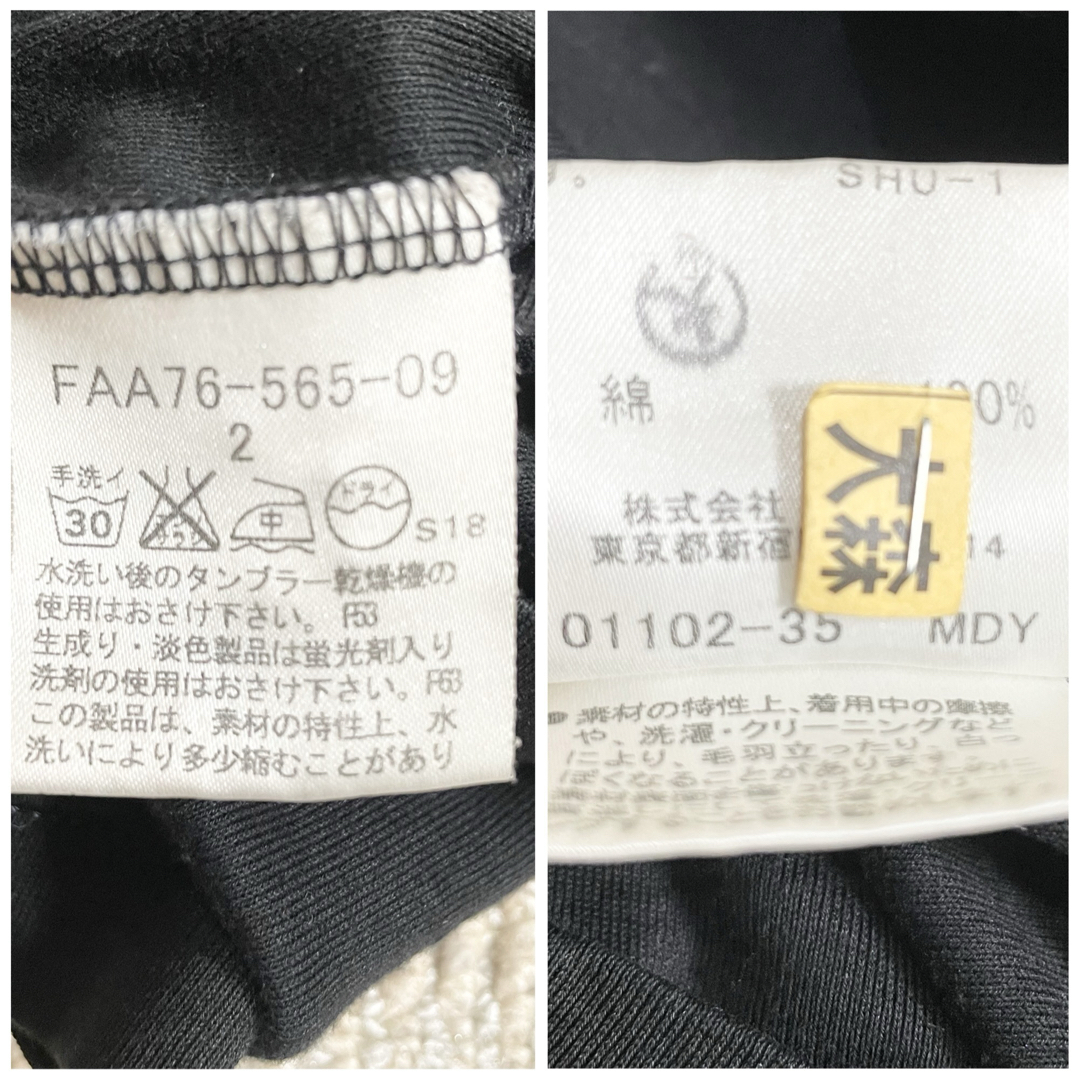 FAA76-565-09
2
手洗イ
30
エンソ
サラシ
中
ドライ
S18
水洗い後のタンブラー乾燥機の
使用はおさけ下さい。F53
生成り・淡色製品は蛍光剤入り
洗剤の使用はおさけ下さい。F63
この製品は、素材の特性上、水
洗いにより多少縮むことがあり
。 SHU-1
綿 100%
株式会社
東京都新宿 14
大森
01102-35 MDY
素材の特性上、着用中の摩擦
や、洗濯・クリーニングなど
により、毛羽立ったり、白っ
ぽくなることがあります。